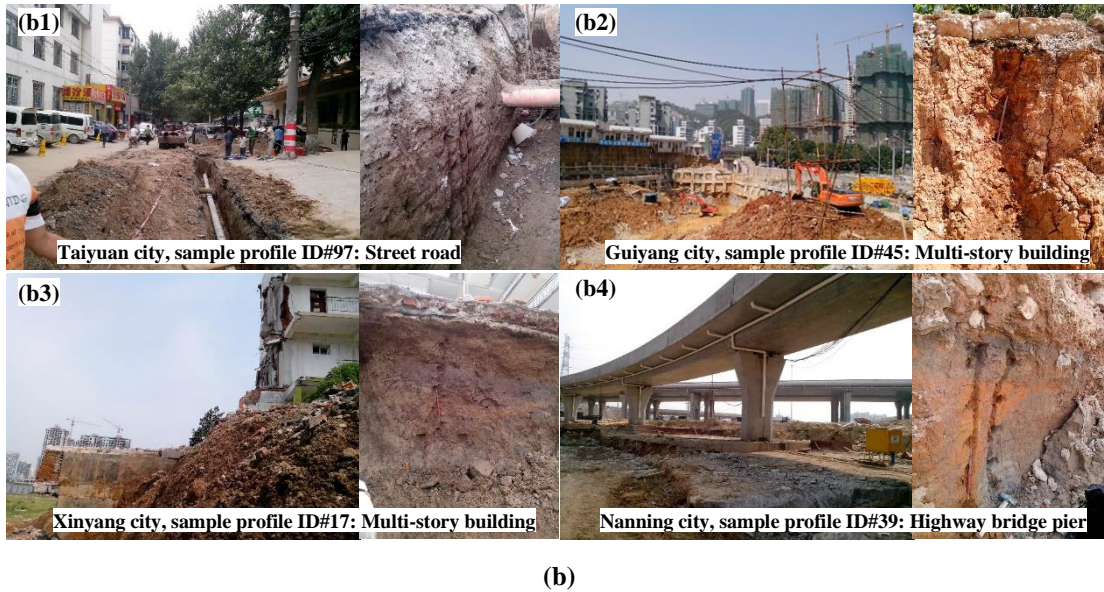 (b1)
Taiyuan city, sample profile ID#97: Street road
(b2)
Guiyang city, sample profile ID#45: Multi-story building
(b3)
Xinyang city, sample profile ID#17: Multi-story building
(b4)
Nanning city, sample profile ID#39: Highway bridge pier
(b)